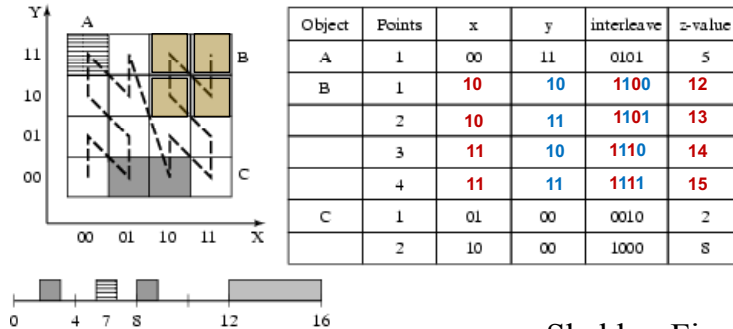 Y
A
11
B
10
01
00
C
00 01 10 11 X
Object Points x y interleave z-value
A 1 00 11 0101 5
B 1 10 10 1100 12
2 10 11 1101 13
3 11 10 1110 14
4 11 11 1111 15
C 1 01 00 0010 2
2 10 00 1000 8
0 4 7 8 12 16